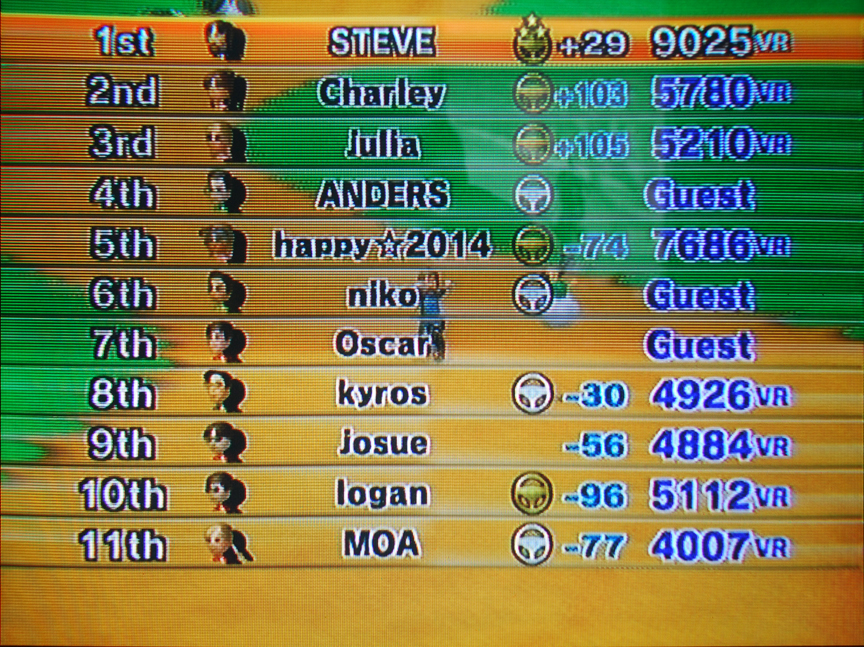 1st STEVE +29 9025VR
2nd Charley +103 5780VR
3rd Julia +105 5210VR
4th ANDERS Guest
5th happy☆2014 -74 7686VR
6th niko Guest
7th Oscar Guest
8th kyros -30 4926VR
9th Josue -56 4884VR
10th logan -96 5112VR
11th MOA -77 4007VR